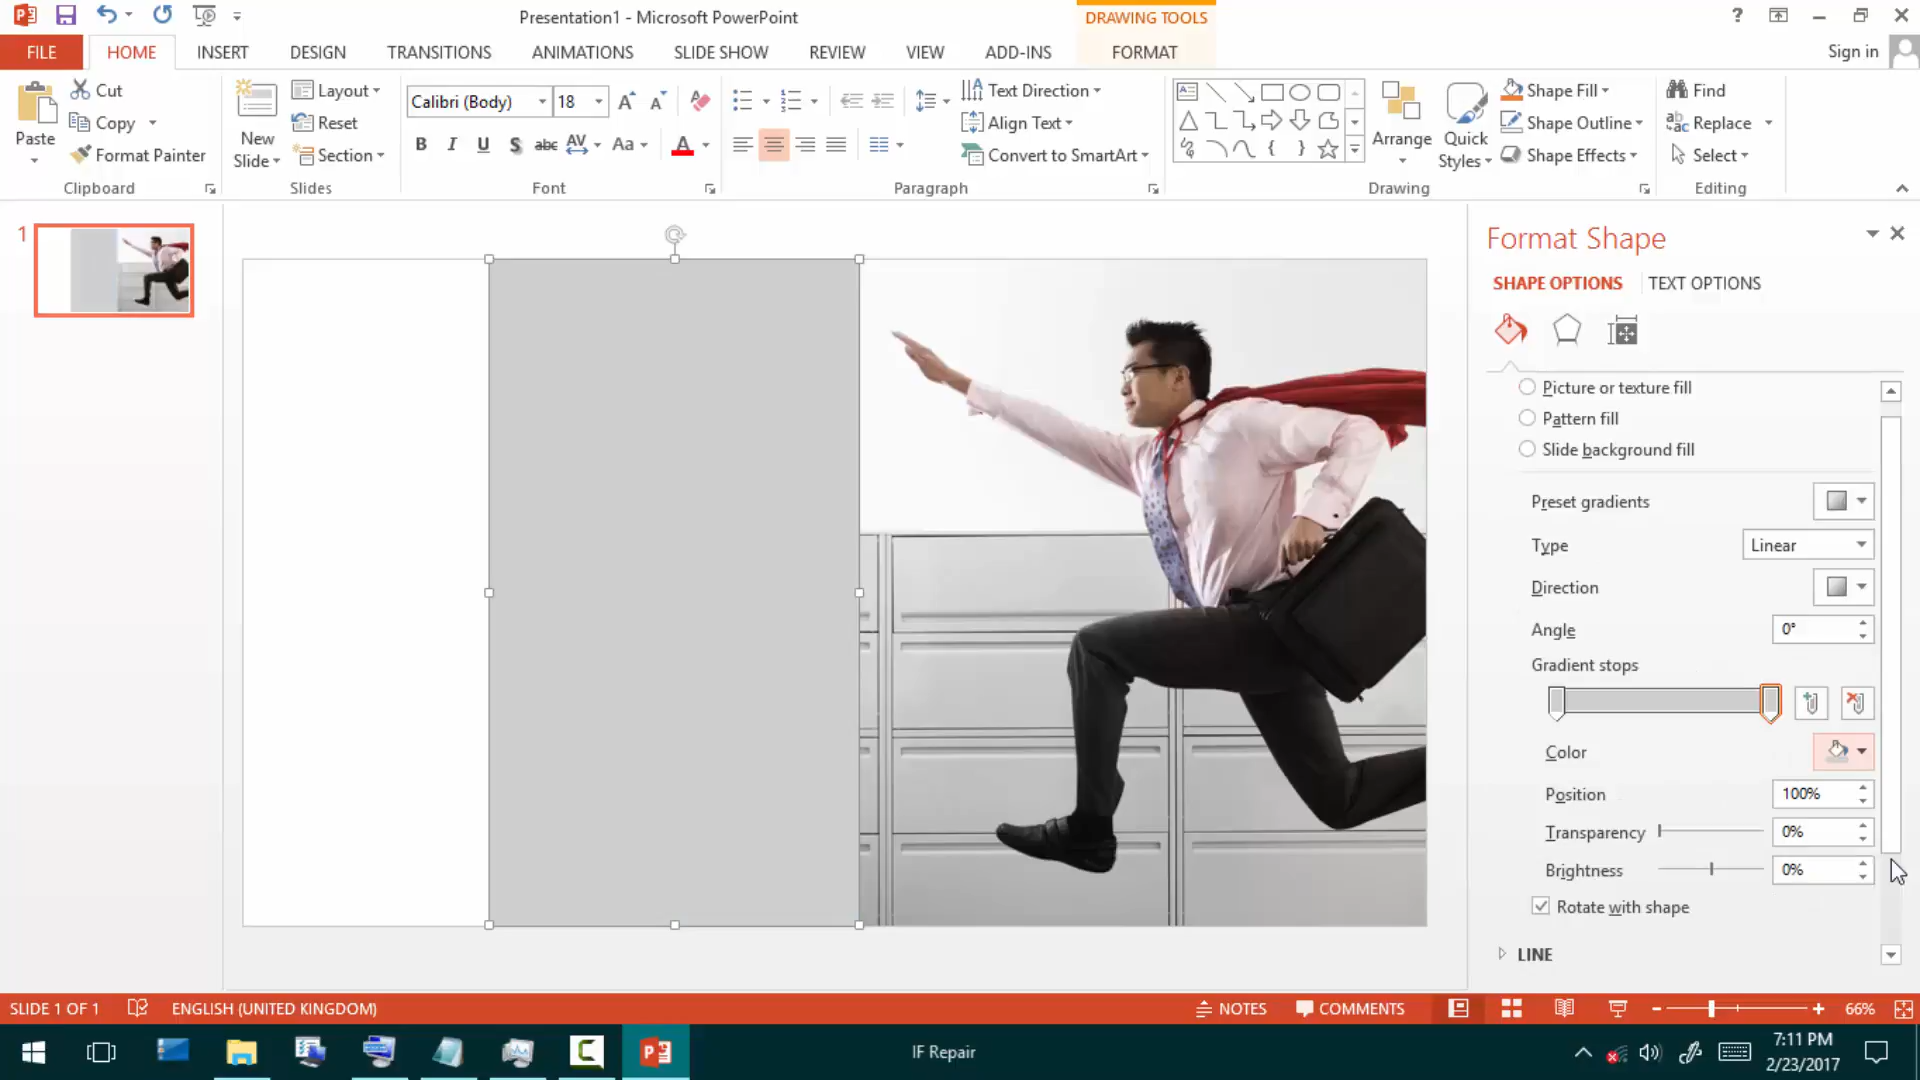 Presentation1 - Microsoft PowerPoint
DRAWING TOOLS
?
FILE
HOME
INSERT
DESIGN
TRANSITIONS
ANIMATIONS
SLIDE SHOW
REVIEW
VIEW
ADD-INS
FORMAT
Sign in
Paste
Cut
Copy
Format Painter
Clipboard
New
Slide
Layout
Reset
Section
Slides
Calibri (Body)
18
B I U S abc AV Aa A
Font
Text Direction
Align Text
Convert to SmartArt
Paragraph
Arrange
Quick
Styles
Shape Fill
Shape Outline
Shape Effects
Drawing
Find
Replace
Select
Editing
1
Format Shape
SHAPE OPTIONS
TEXT OPTIONS
Picture or texture fill
Pattern fill
Slide background fill
Preset gradients
Type
Linear
Direction
Angle
0°
Gradient stops
Color
Position
100%
Transparency
0%
Brightness
0%
Rotate with shape
LINE
SLIDE 1 OF 1
ENGLISH (UNITED KINGDOM)
NOTES
COMMENTS
66%
IF Repair
7:11 PM
2/23/2017